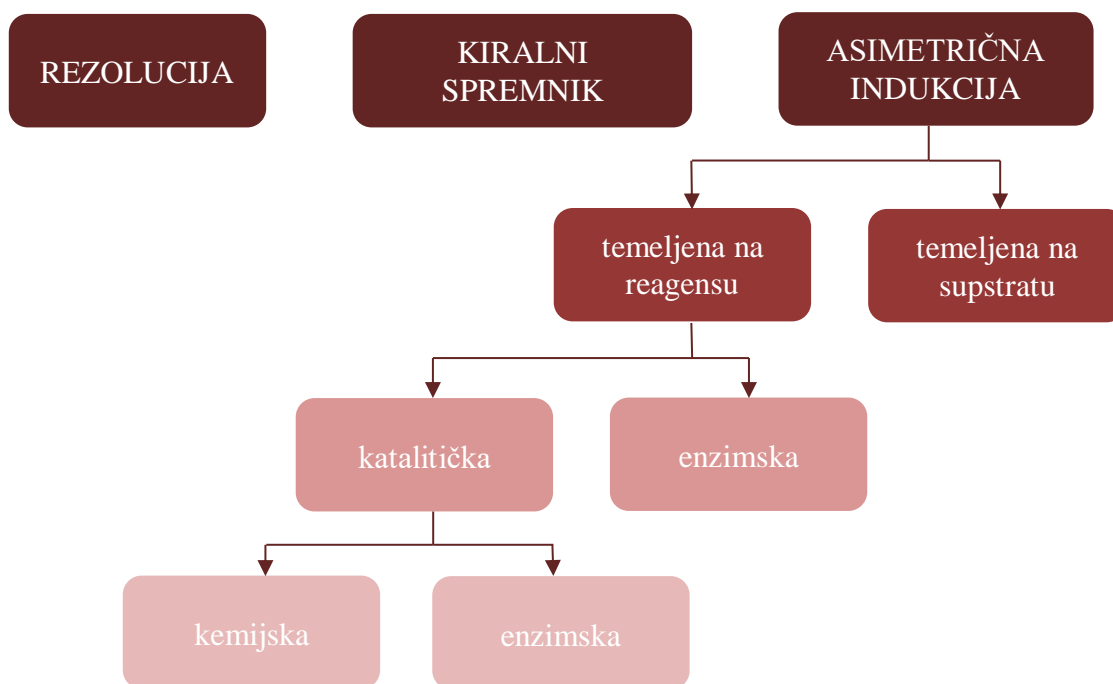 REZOLUCIJA
KIRALNI
SPREMNIK
ASIMETRIČNA
INDUKCIJA
temeljena na
reagensu
temeljena na
supstratu
katalitička
enzimska
kemijska
enzimska